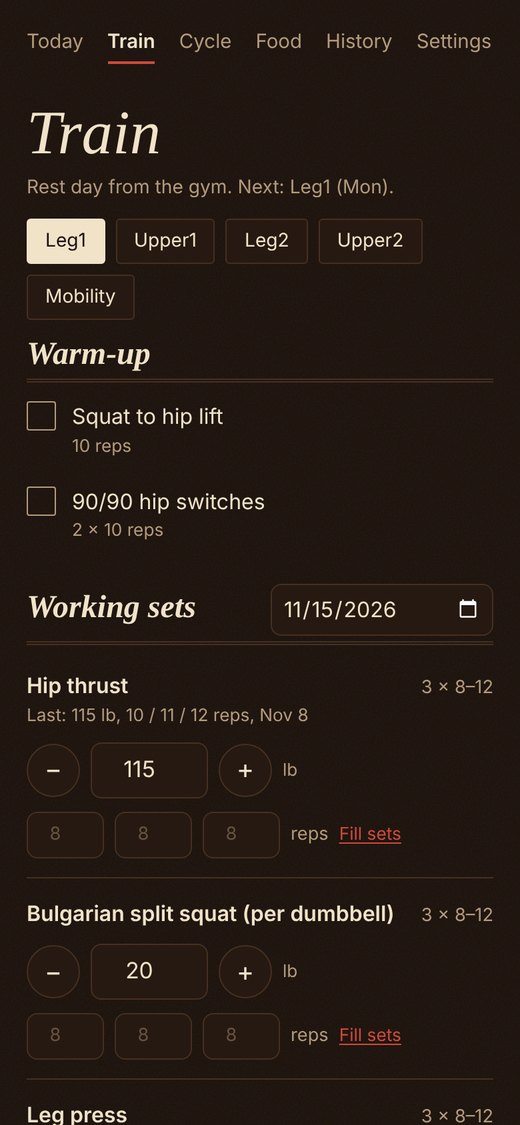 Today Train Cycle Food History Settings
Train
Rest day from the gym. Next: Leg1 (Mon).
Leg1 Upper1 Leg2 Upper2
Mobility
Warm-up
Squat to hip lift
10 reps
90/90 hip switches
2 × 10 reps
Working sets 11/15/2026
Hip thrust 3 × 8–12
Last: 115 lb, 10 / 11 / 12 reps, Nov 8
− 115 + lb
8 8 8 reps Fill sets
Bulgarian split squat (per dumbbell) 3 × 8–12
− 20 + lb
8 8 8 reps Fill sets
Leg press 3 × 8–12